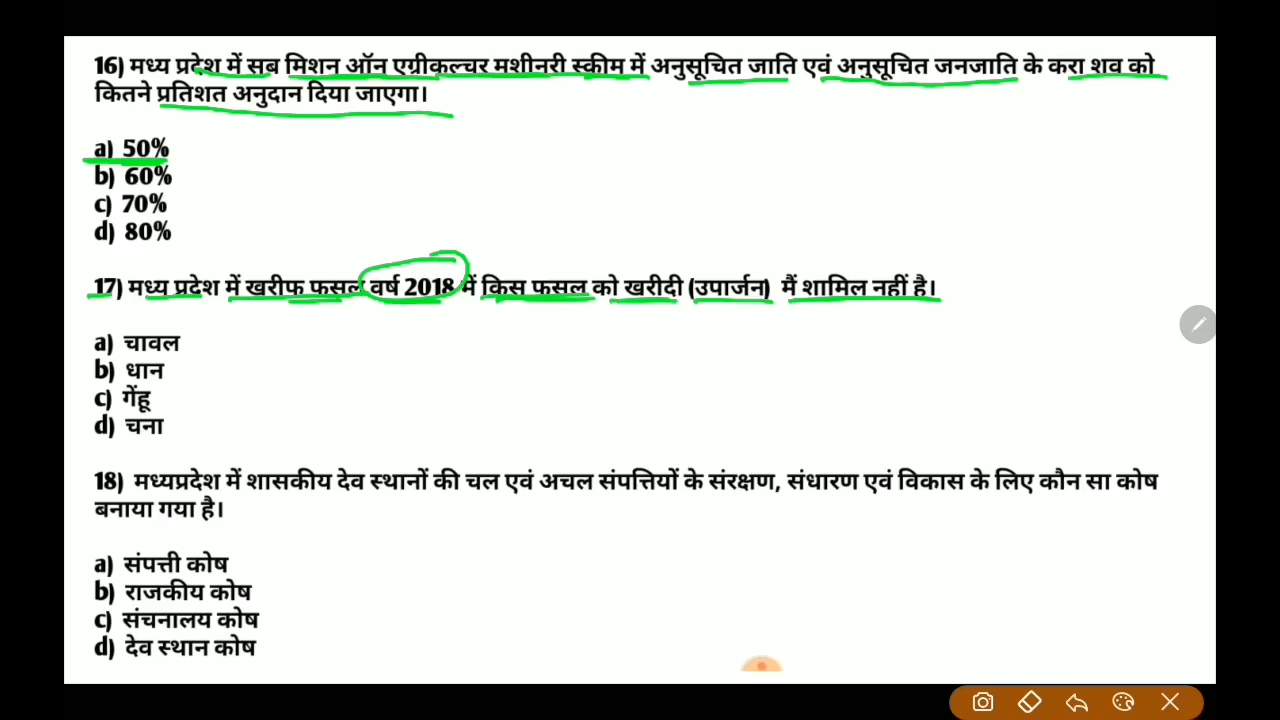 16) मध्य प्रदेश में सब मिशन ऑन एग्रीकल्चर मशीनरी स्कीम में अनुसूचित जाति एवं अनुसूचित जनजाति के करा शव को
कितने प्रतिशत अनुदान दिया जाएगा।
a) 50%
b) 60%
c) 70%
d) 80%
17) मध्य प्रदेश में खरीफ फसल वर्ष 2018 में किस फसल को खरीदी (उपार्जन) मैं शामिल नहीं है।
a) चावल
b) धान
c) गेंहू
d) चना
18) मध्यप्रदेश में शासकीय देव स्थानों की चल एवं अचल संपत्तियों के संरक्षण, संधारण एवं विकास के लिए कौन सा कोष
बनाया गया है।
a) संपत्ती कोष
b) राजकीय कोष
c) संचनालय कोष
d) देव स्थान कोष